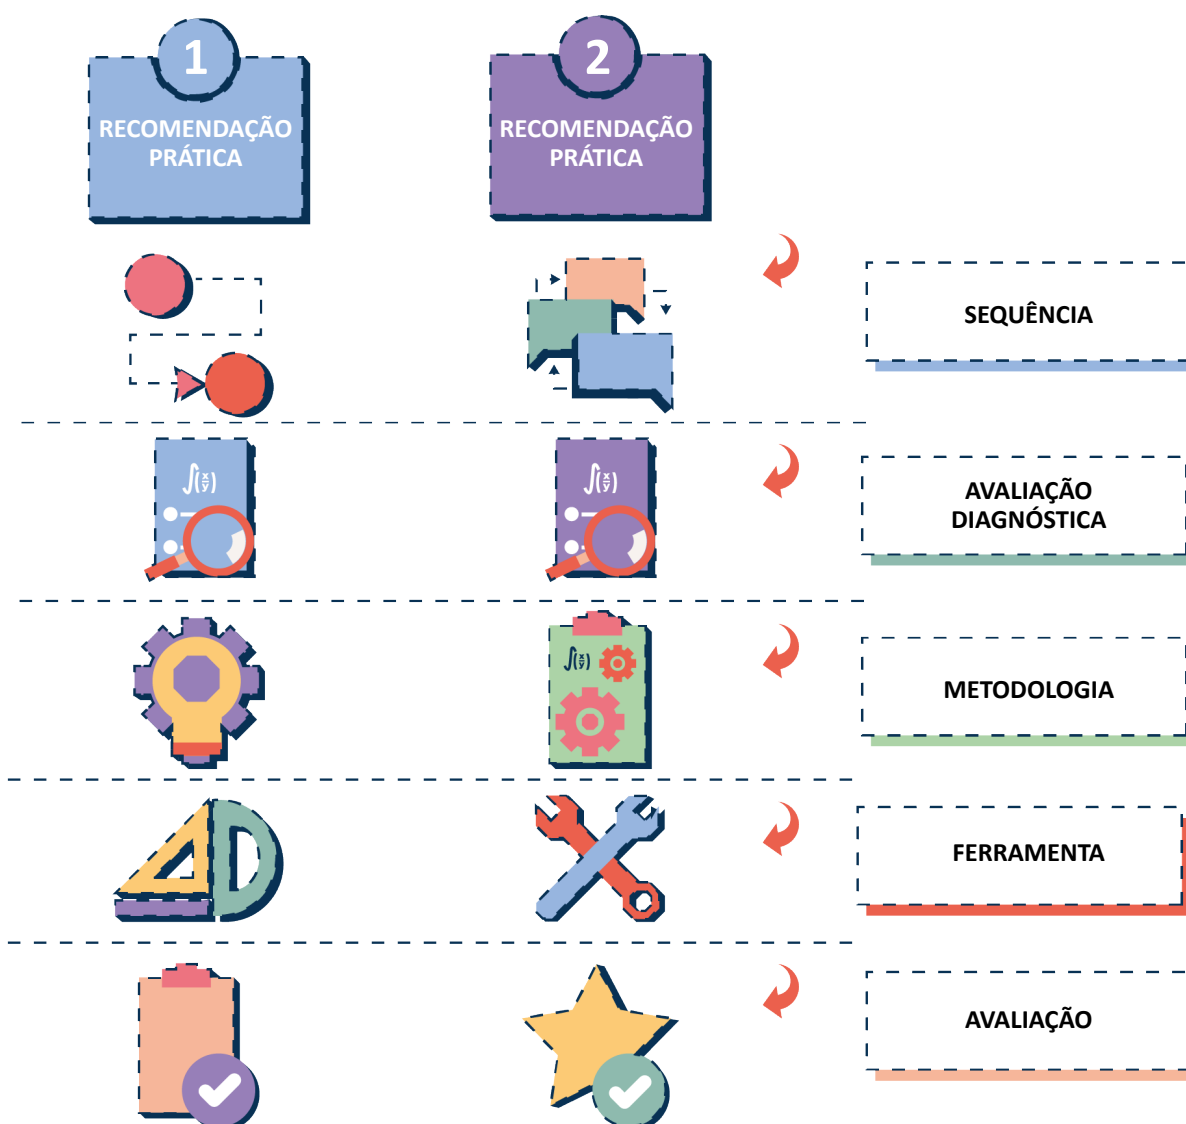 1
RECOMENDAÇÃO
PRÁTICA
2
RECOMENDAÇÃO
PRÁTICA
SEQUÊNCIA
∫(x/y)
∫(x/y)
AVALIAÇÃO
DIAGNÓSTICA
∫(x/y)
METODOLOGIA
FERRAMENTA
AVALIAÇÃO